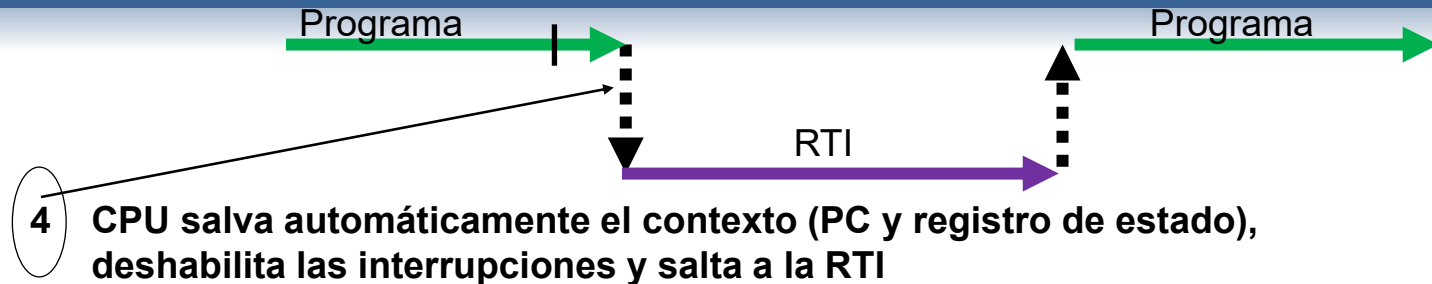 Programa
Programa
RTI
4 CPU salva automáticamente el contexto (PC y registro de estado),
deshabilita las interrupciones y salta a la RTI